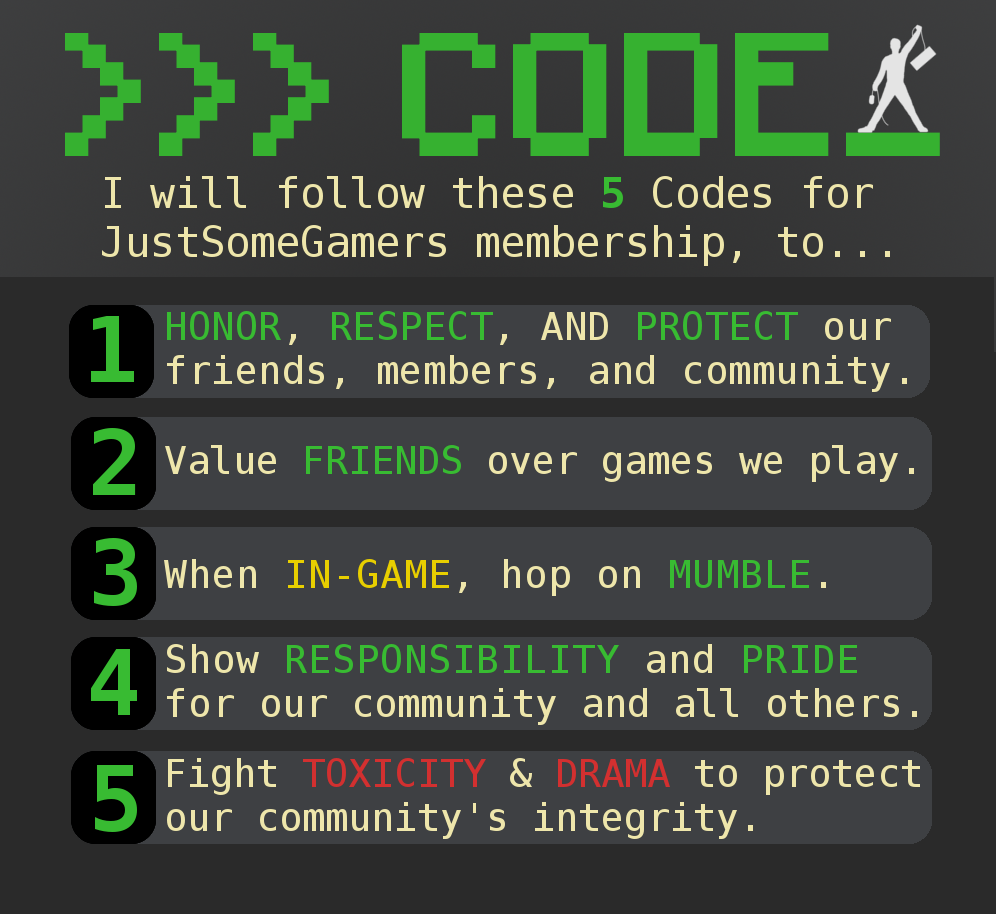 >>> CODE_
I will follow these 5 Codes for
JustSomeGamers membership, to...
1 HONOR, RESPECT, AND PROTECT our
friends, members, and community.
2 Value FRIENDS over games we play.
3 When IN-GAME, hop on MUMBLE.
4 Show RESPONSIBILITY and PRIDE
for our community and all others.
5 Fight TOXICITY & DRAMA to protect
our community's integrity.